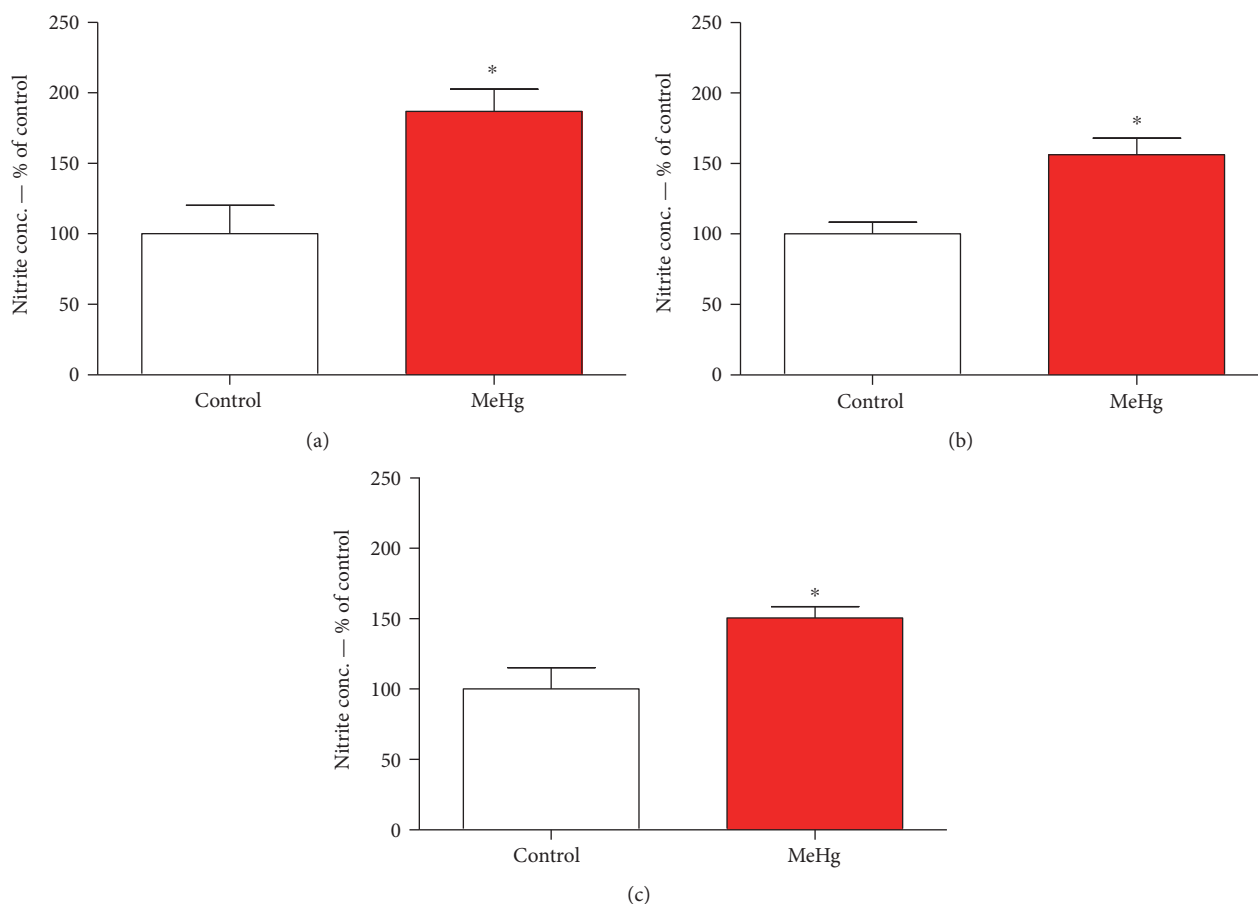 250
200
150
100
50
0
Nitrite conc. — % of control
*
Control
MeHg
(a)
250
200
150
100
50
0
Nitrite conc. — % of control
*
Control
MeHg
(b)
250
200
150
100
50
0
Nitrite conc. — % of control
*
Control
MeHg
(c)